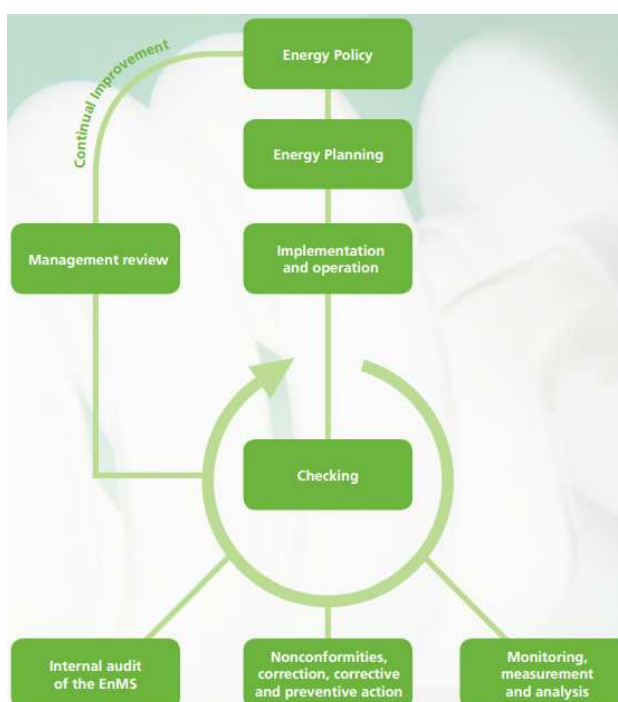 Continual Improvement
Energy Policy
Energy Planning
Management review
Implementation
and operation
Checking
Internal audit
of the EnMS
Nonconformities,
correction, corrective
and preventive action
Monitoring,
measurement
and analysis